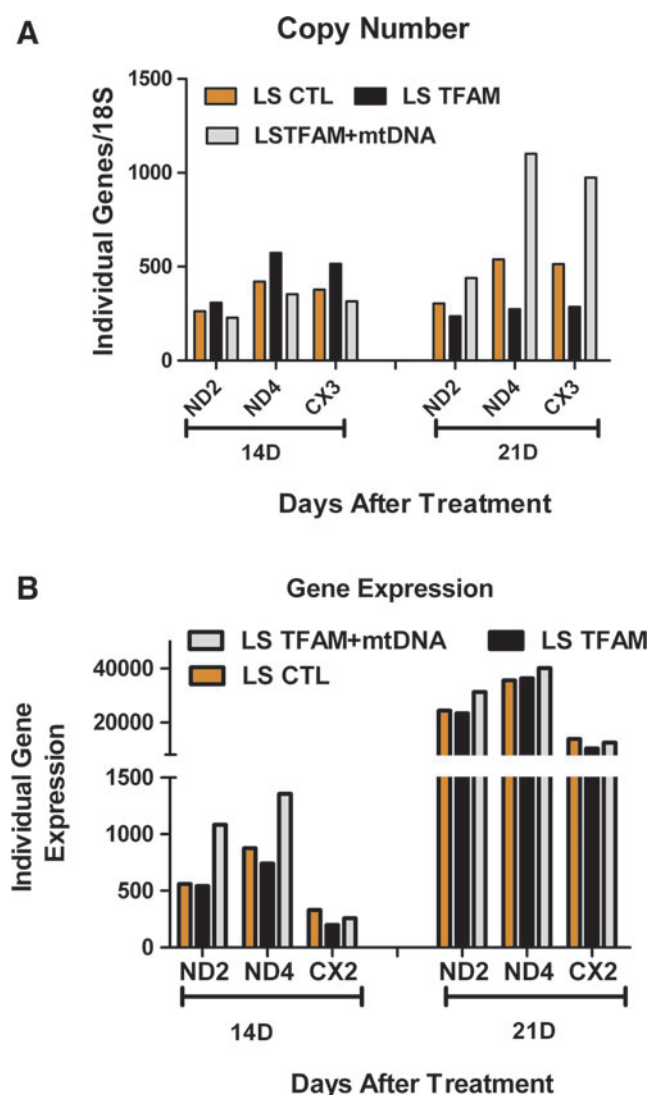 A
Copy Number
Individual Genes/18S
1500
1000
500
0
LS CTL LS TFAM
LSTFAM+mtDNA
ND2 ND4 CX3 ND2 ND4 CX3
14D 21D
Days After Treatment
B
Gene Expression
Individual Gene
Expression
LS TFAM+mtDNA LS TFAM
LS CTL
40000
20000
1500
1000
500
0
ND2 ND4 CX2 ND2 ND4 CX2
14D 21D
Days After Treatment